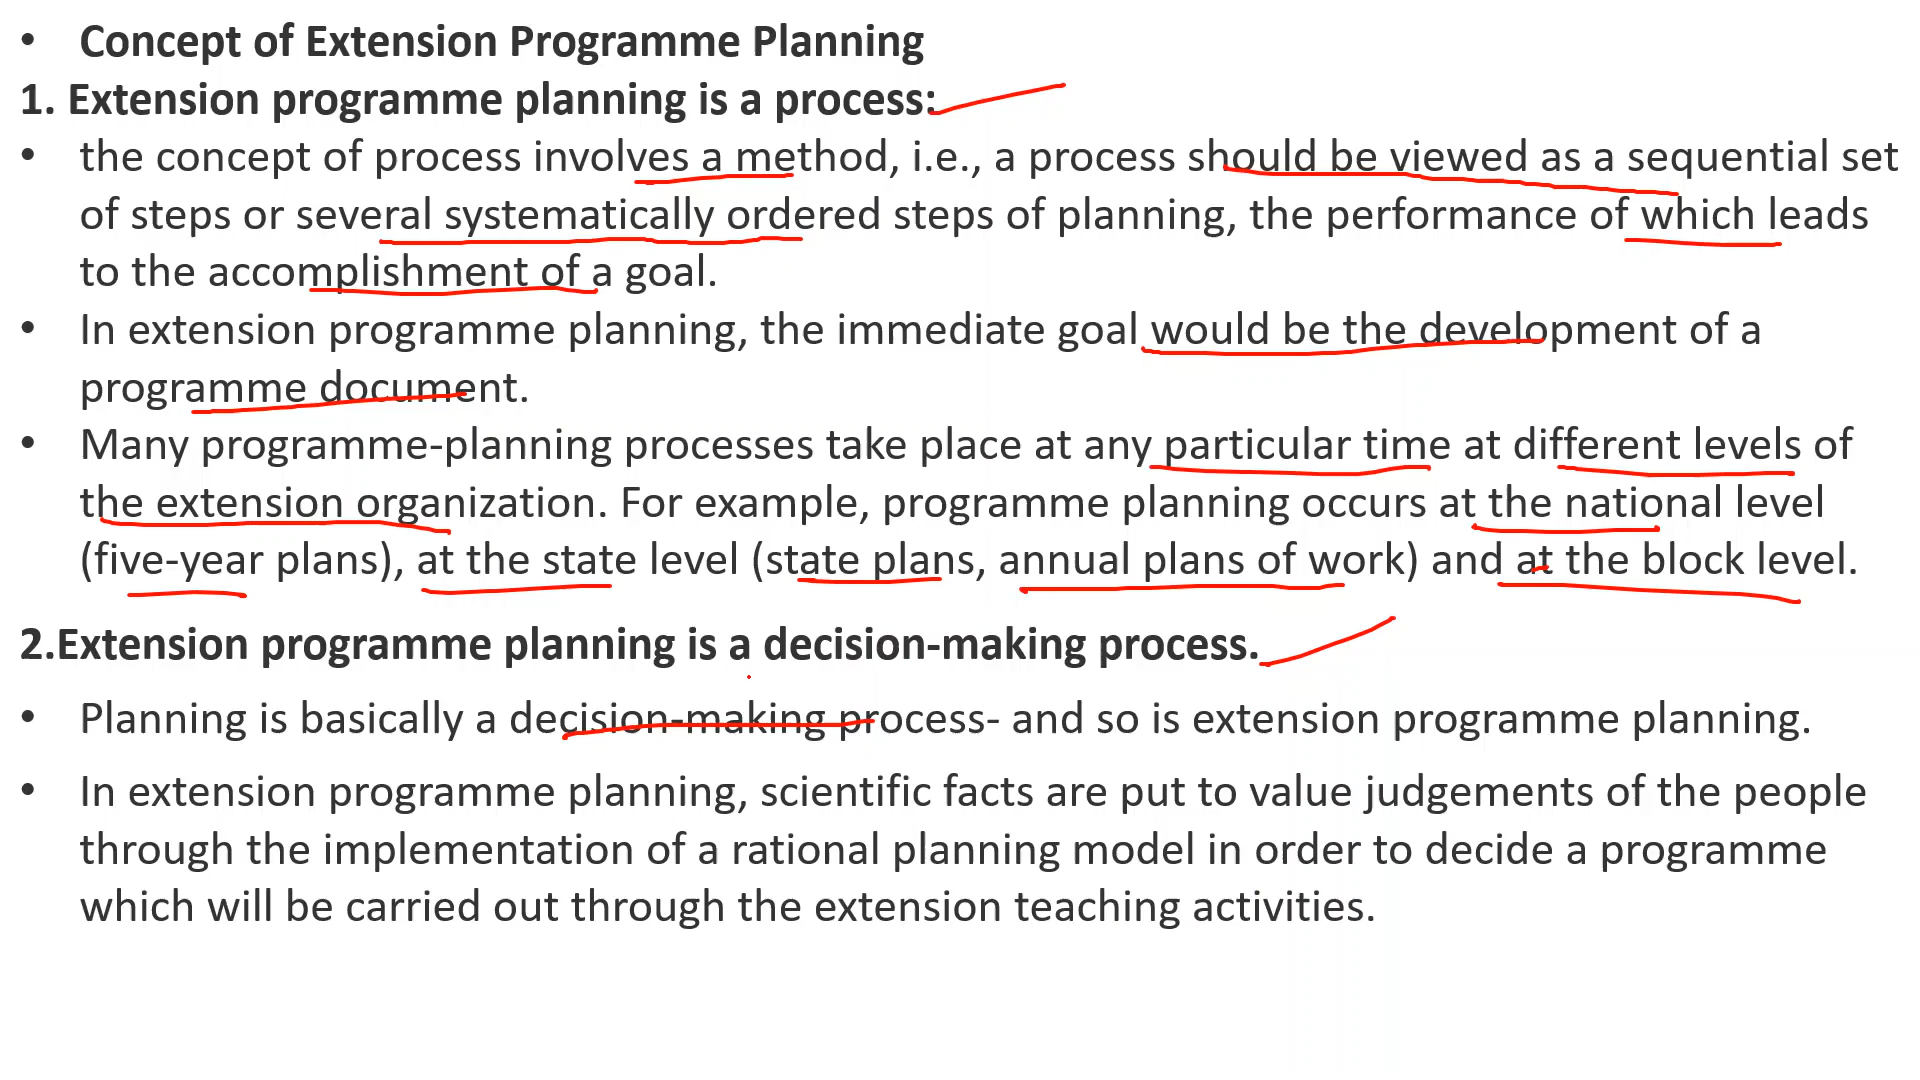 • Concept of Extension Programme Planning
1. Extension programme planning is a process:
• the concept of process involves a method, i.e., a process should be viewed as a sequential set
of steps or several systematically ordered steps of planning, the performance of which leads
to the accomplishment of a goal.
• In extension programme planning, the immediate goal would be the development of a
programme document.
• Many programme-planning processes take place at any particular time at different levels of
the extension organization. For example, programme planning occurs at the national level
(five-year plans), at the state level (state plans, annual plans of work) and at the block level.
2.Extension programme planning is a decision-making process.
• Planning is basically a decision-making process- and so is extension programme planning.
• In extension programme planning, scientific facts are put to value judgements of the people
through the implementation of a rational planning model in order to decide a programme
which will be carried out through the extension teaching activities.